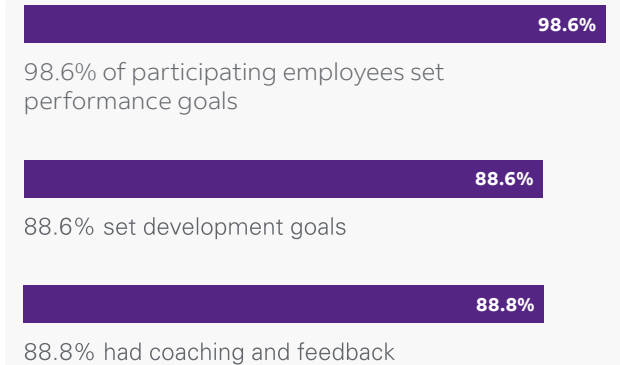 98.6%
98.6% of participating employees set
performance goals
88.6%
88.6% set development goals
88.8%
88.8% had coaching and feedback